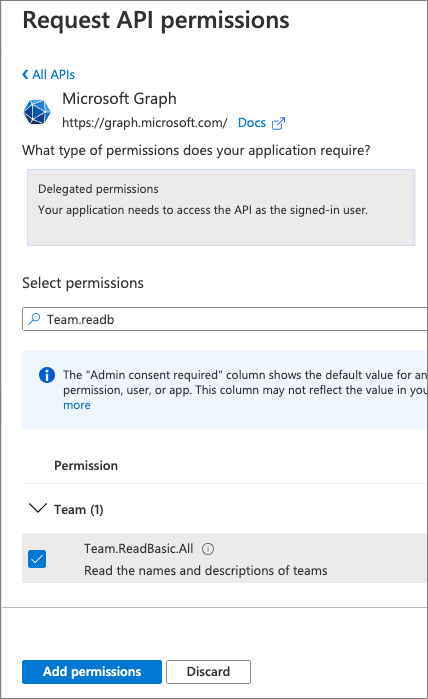 Request API permissions
All APIs
Microsoft Graph
https://graph.microsoft.com/ Docs
What type of permissions does your application require?
Delegated permissions
Your application needs to access the API as the signed-in user.
Select permissions
Team.readb
The "Admin consent required" column shows the default value for an
permission, user, or app. This column may not reflect the value in you
more
Permission
Team (1)
Team.ReadBasic.All
Read the names and descriptions of teams
Add permissions Discard